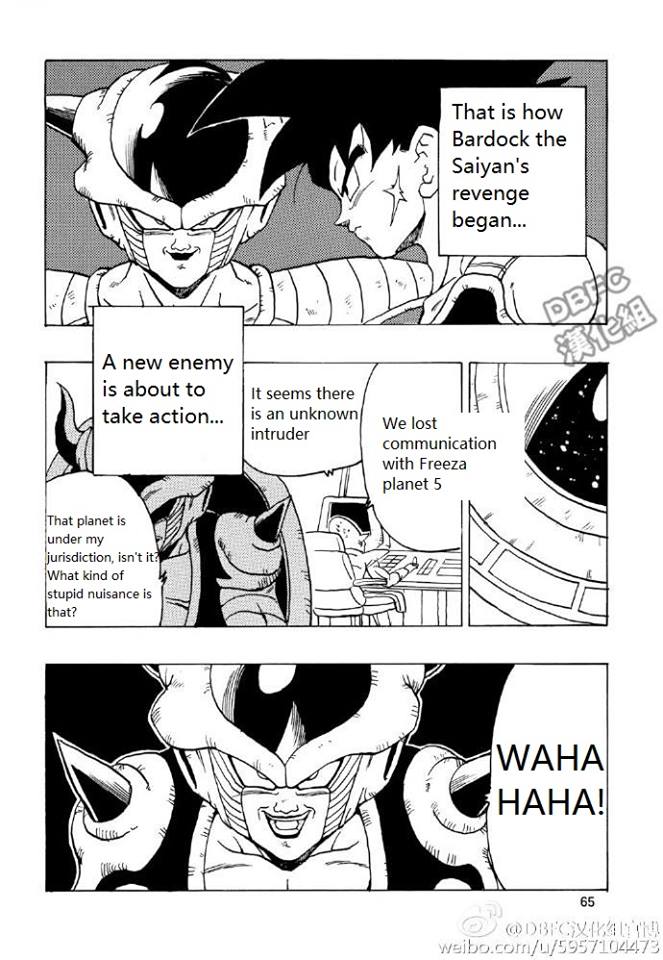 That is how
Bardock the
Saiyan's
revenge
began...
DBFC
漢化組
A new enemy
is about to
take action...
It seems there
is an unknown
intruder
We lost
communication
with Freeza
planet 5
That planet is
under my
jurisdiction, isn't it?
What kind of
stupid nuisance is
that?
WAHA
HAHA!
65
@DBFC汉化组官博
weibo.com/u/5957104473